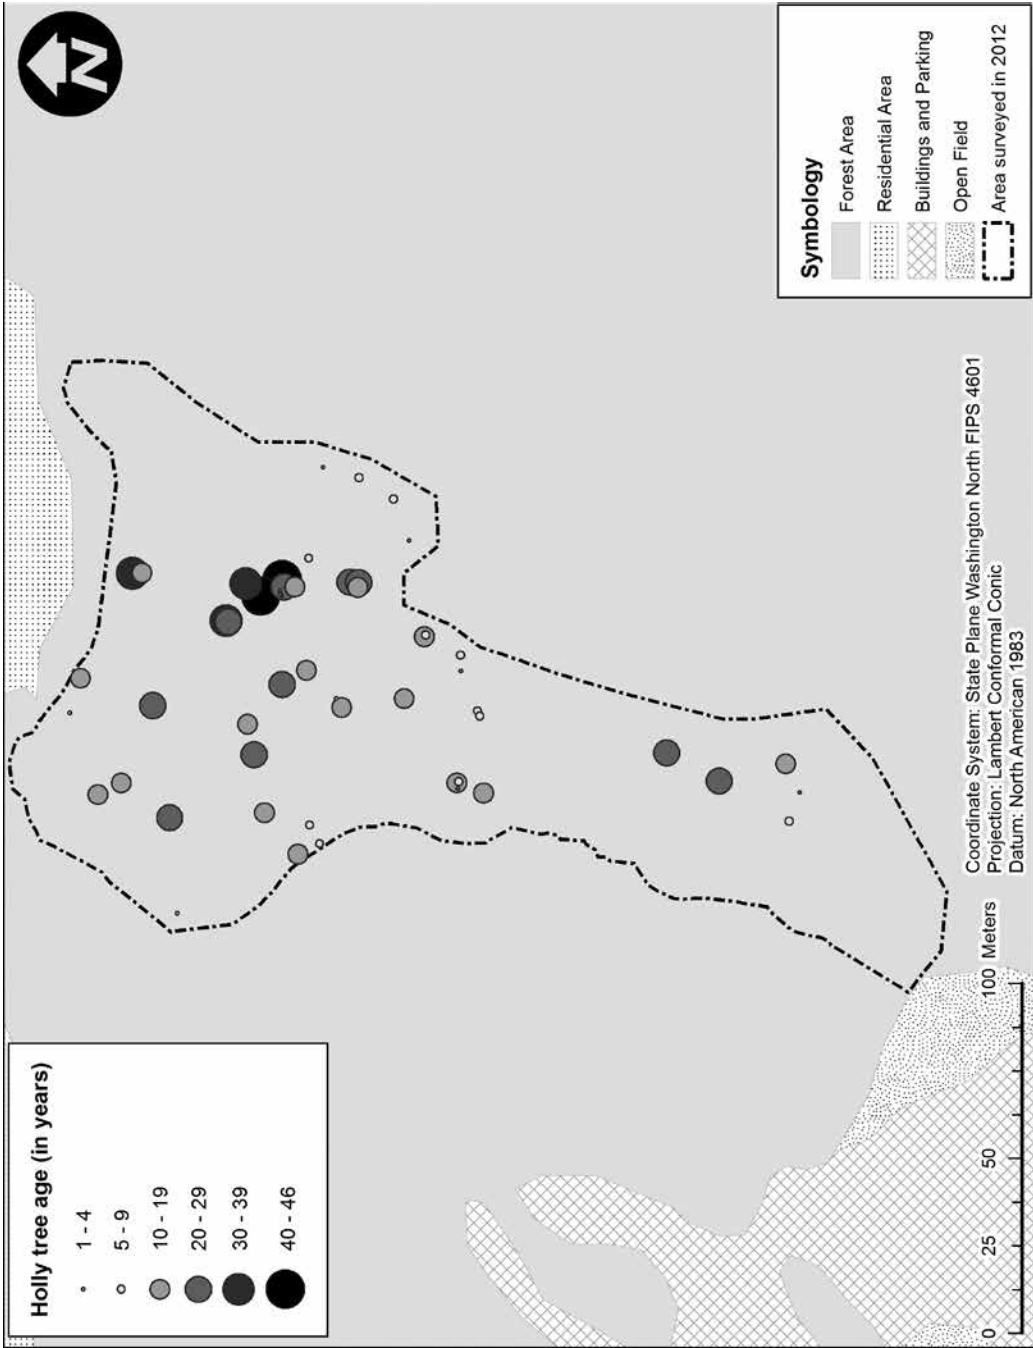 Holly tree age (in years)
1 - 4
5 - 9
10 - 19
20 - 29
30 - 39
40 - 46
N
Symbology
Forest Area
Residential Area
Buildings and Parking
Open Field
Area surveyed in 2012
0 25 50 100 Meters
Coordinate System: State Plane Washington North FIPS 4601
Projection: Lambert Conformal Conic
Datum: North American 1983